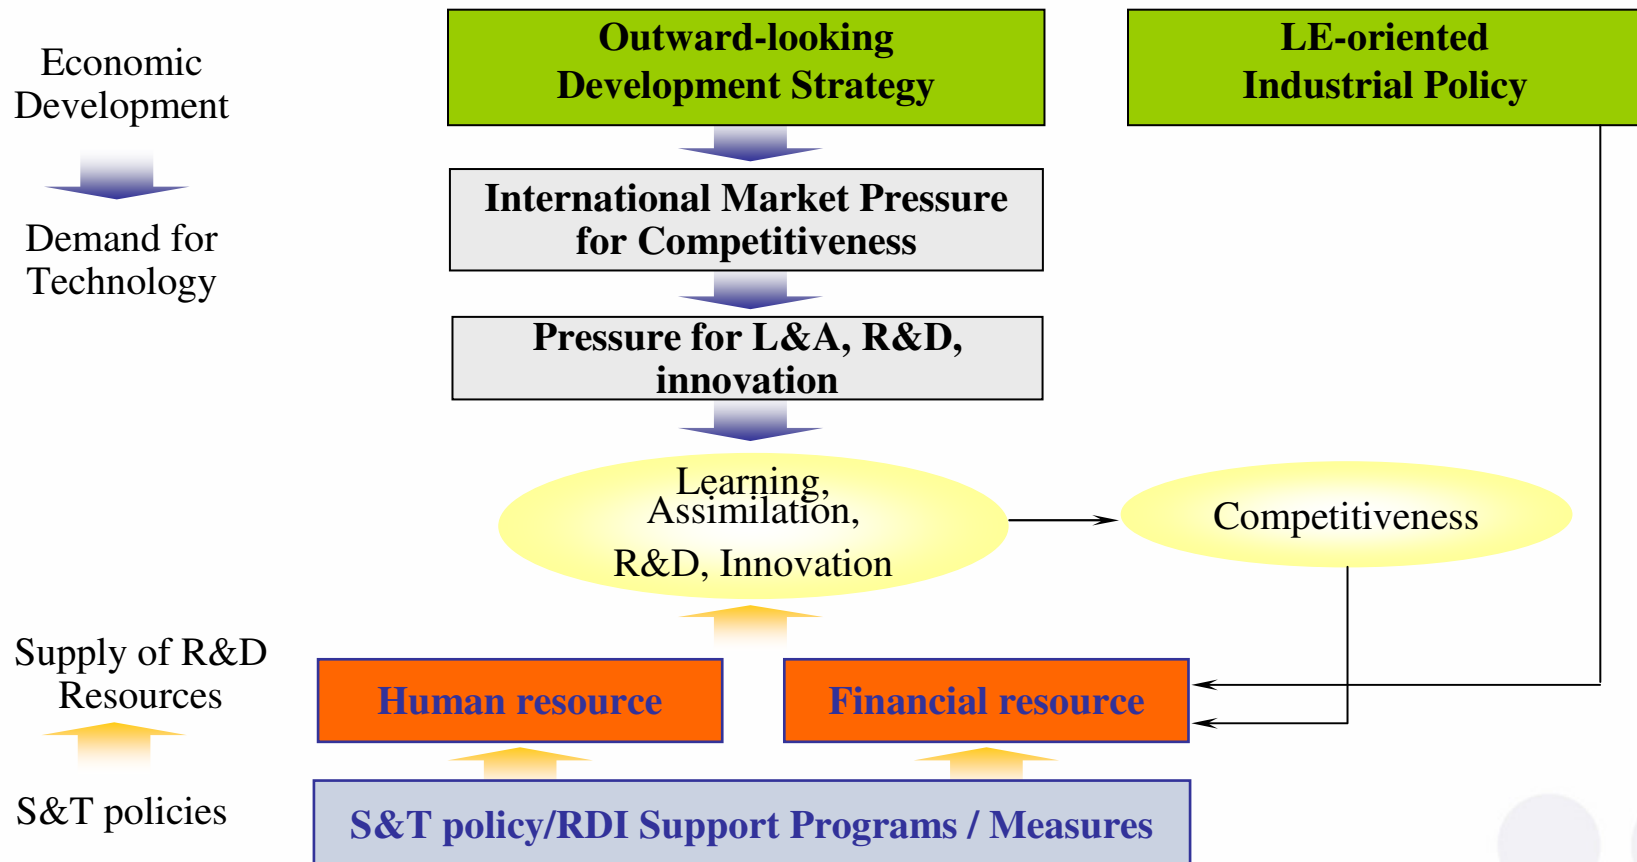 Economic
Development
Demand for
Technology
Supply of R&D
Resources
S&T policies
Outward-looking
Development Strategy
LE-oriented
Industrial Policy
International Market Pressure
for Competitiveness
Pressure for L&A, R&D,
innovation
Learning,
Assimilation,
R&D, Innovation
Competitiveness
Human resource
Financial resource
S&T policy/RDI Support Programs / Measures